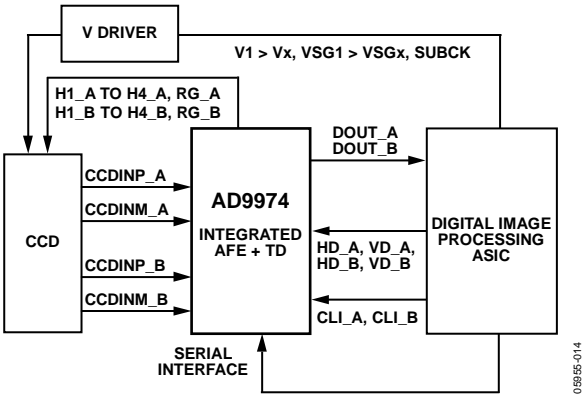 V DRIVER
V1 > Vx, VSG1 > VSGx, SUBCK
H1_A TO H4_A, RG_A
H1_B TO H4_B, RG_B
DOUT_A
DOUT_B
CCDINP_A
CCDINM_A
CCD
CCDINP_B
CCDINM_B
AD9974
INTEGRATED
AFE + TD
HD_A, VD_A,
HD_B, VD_B
DIGITAL IMAGE
PROCESSING
ASIC
CLI_A, CLI_B
SERIAL
INTERFACE
05955-014